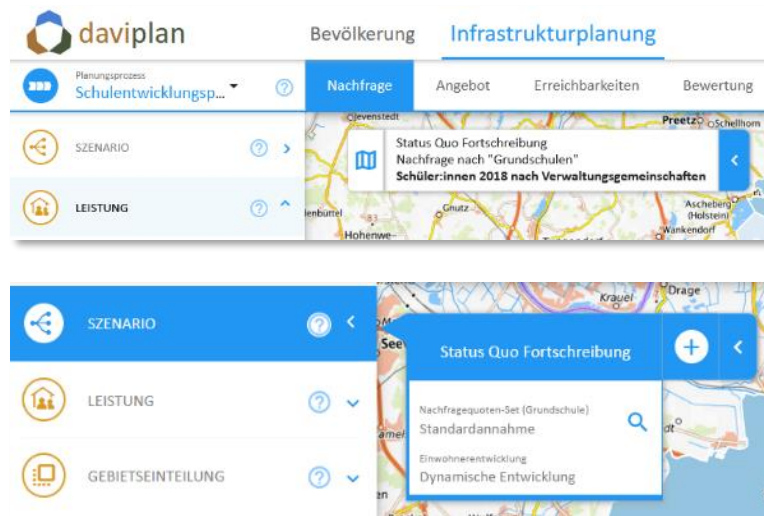 daviplan
Bevölkerung
Infrastrukturplanung
Planungsprozess
Schulentwicklungsp...
Nachfrage
Angebot
Erreichbarkeiten
Bewertung
SZENARIO
LEISTUNG
Status Quo Fortschreibung
Nachfrage nach "Grundschulen"
Schüler:innen 2018 nach Verwaltungsgemeinschaften
Preetz
Schellhorn
Gnutz
Hohenwe-
Ascheberg
(Holstein)
Wankendorf
SZENARIO
LEISTUNG
GEBIETSEINTEILUNG
Krauel
Drage
See
Status Quo Fortschreibung
Nachfragequoten-Set (Grundschule)
Standardannahme
Einwohnerentwicklung
Dynamische Entwicklung